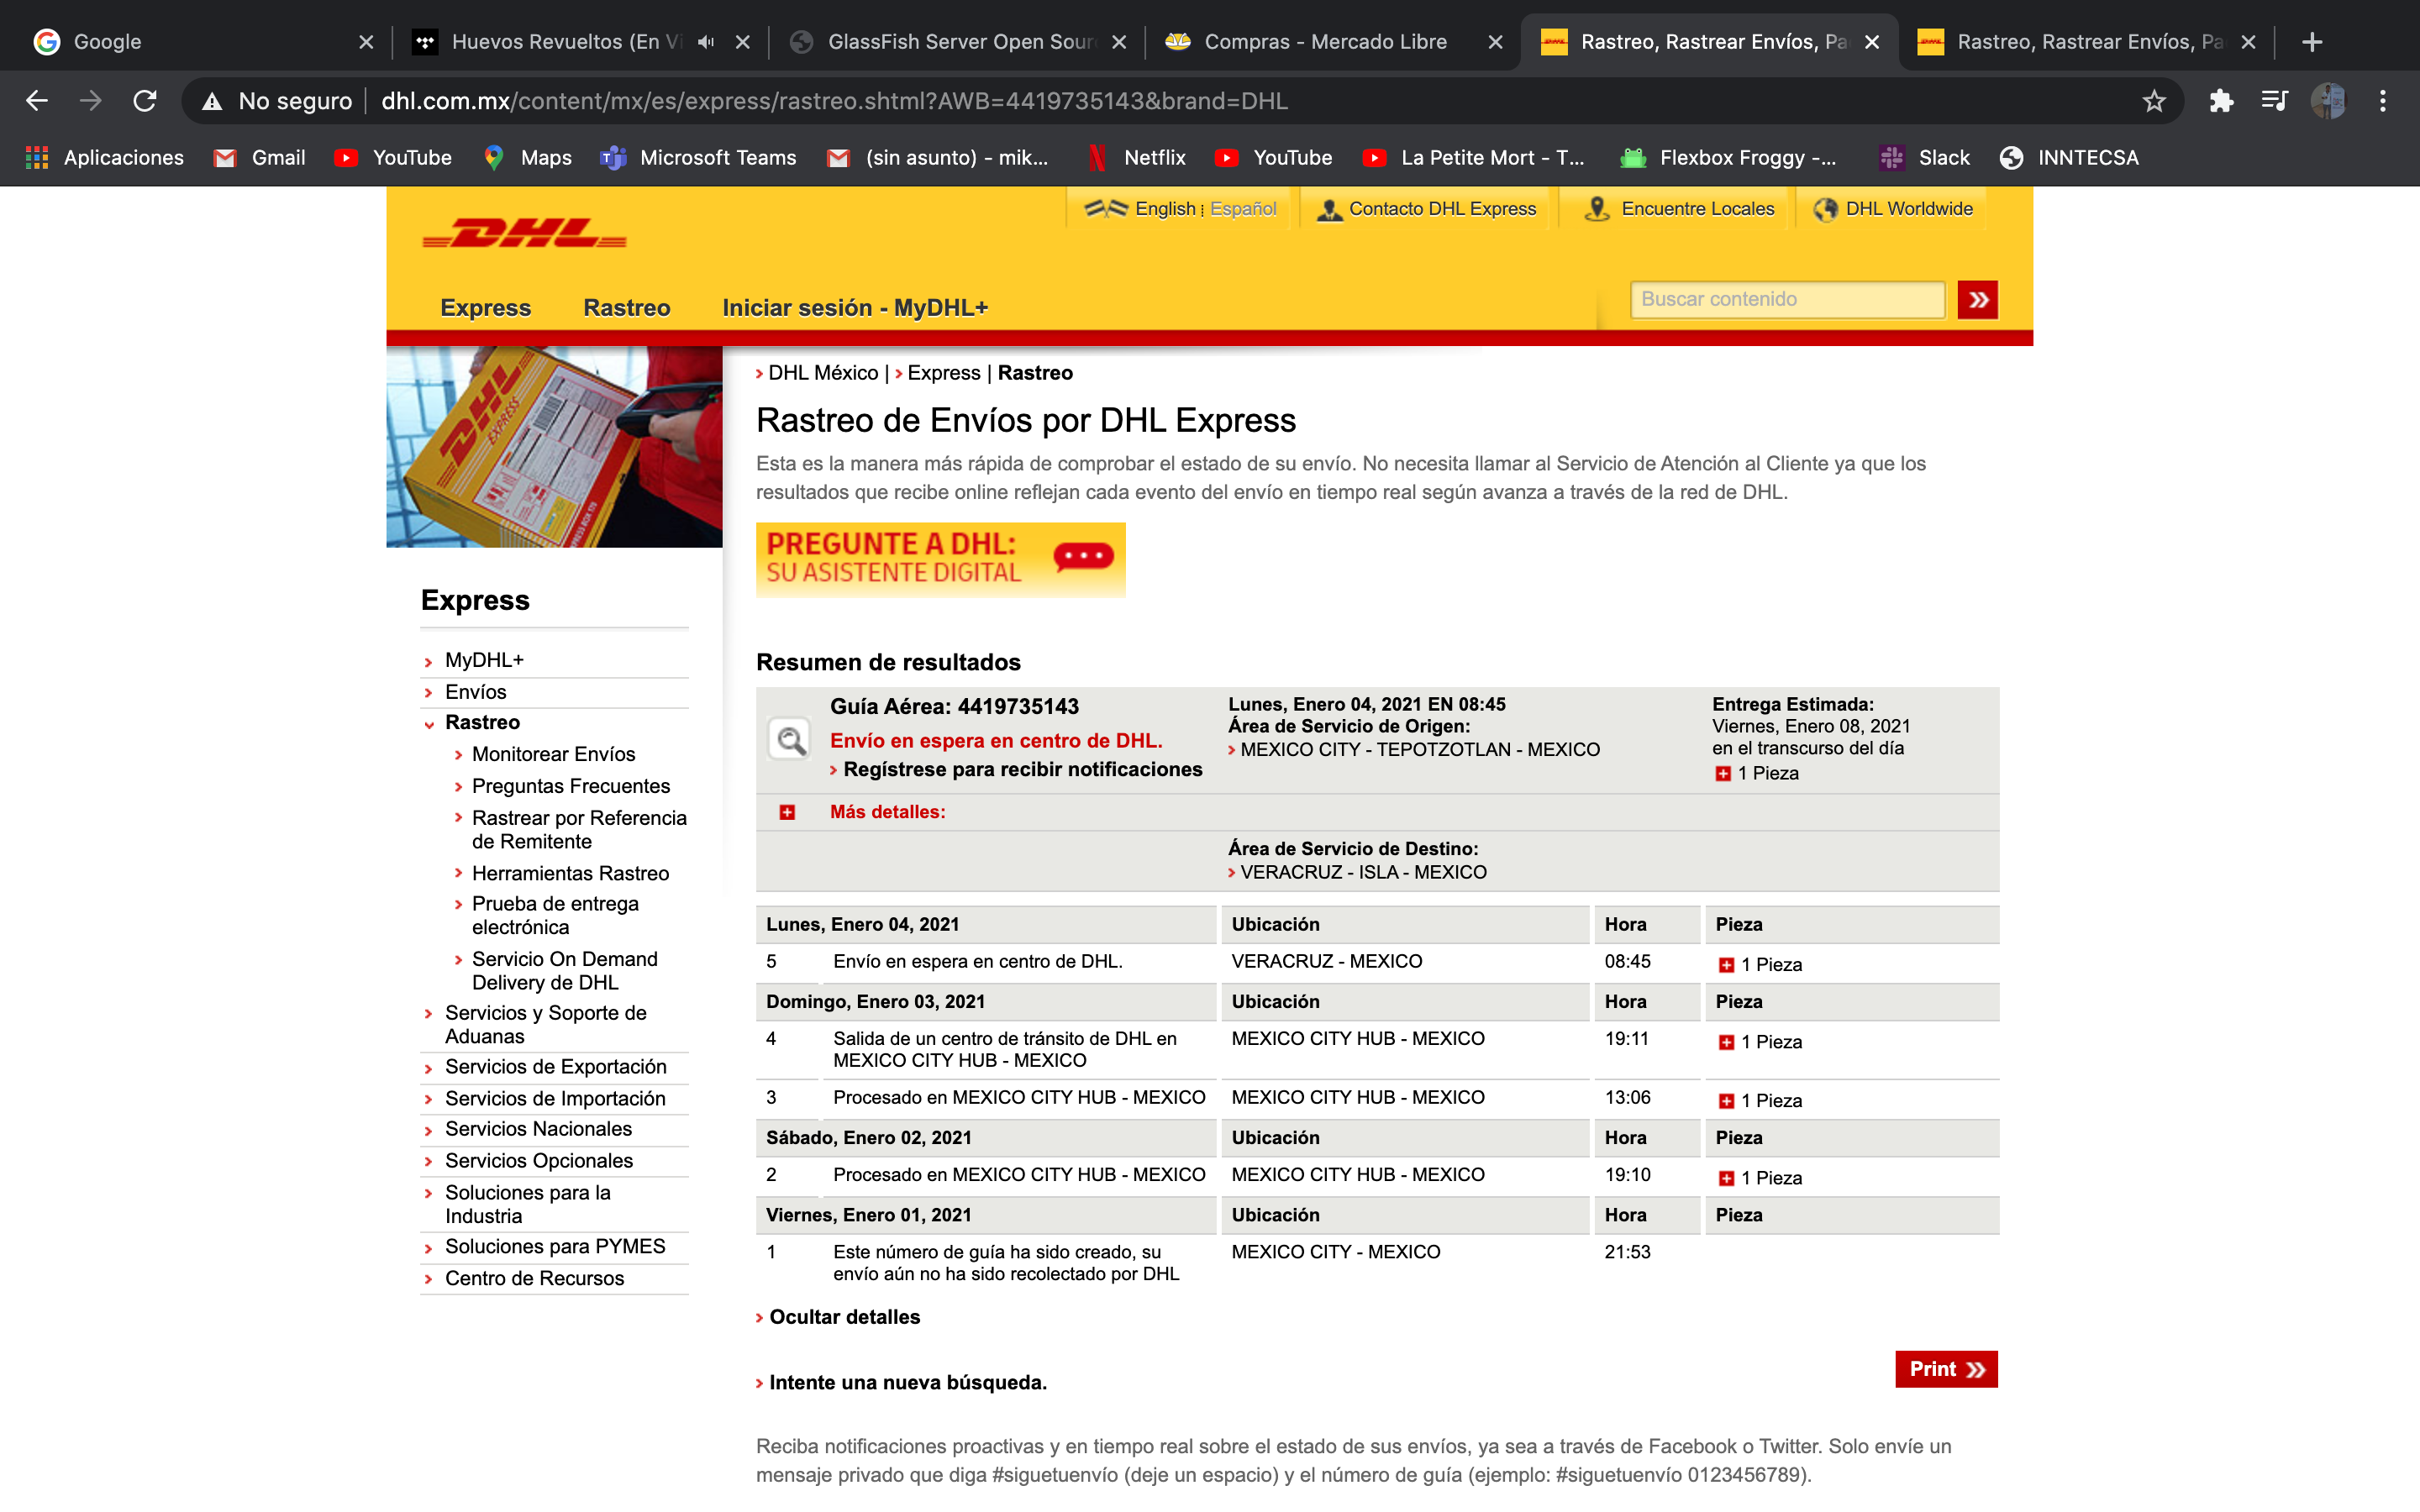 Google
Huevos Revueltos (En Vi
GlassFish Server Open Sour
Compras - Mercado Libre
Rastreo, Rastrear Envíos, Pa
Rastreo, Rastrear Envíos, Pa
No seguro
dhl.com.mx/content/mx/es/express/rastreo.shtml?AWB=4419735143&brand=DHL
Aplicaciones
Gmail
YouTube
Maps
Microsoft Teams
(sin asunto) - mik...
Netflix
YouTube
La Petite Mort - T...
Flexbox Froggy -...
Slack
INNTECSA
DHL
English Español
Contacto DHL Express
Encuentre Locales
DHL Worldwide
Express
Rastreo
Iniciar sesión - MyDHL+
Buscar contenido
DHL EXPRESS
DHL México | Express | Rastreo
Rastreo de Envíos por DHL Express
Esta es la manera más rápida de comprobar el estado de su envío. No necesita llamar al Servicio de Atención al Cliente ya que los
resultados que recibe online reflejan cada evento del envío en tiempo real según avanza a través de la red de DHL.
PREGUNTE A DHL:
SU ASISTENTE DIGITAL
Express
MyDHL+
Envíos
Rastreo
Monitorear Envíos
Preguntas Frecuentes
Rastrear por Referencia
de Remitente
Herramientas Rastreo
Prueba de entrega
electrónica
Servicio On Demand
Delivery de DHL
Servicios y Soporte de
Aduanas
Servicios de Exportación
Servicios de Importación
Servicios Nacionales
Servicios Opcionales
Soluciones para la
Industria
Soluciones para PYMES
Centro de Recursos
Resumen de resultados
Guía Aérea: 4419735143
Envío en espera en centro de DHL.
Regístrese para recibir notificaciones
Lunes, Enero 04, 2021 EN 08:45
Área de Servicio de Origen:
MEXICO CITY - TEPOTZOTLAN - MEXICO
Entrega Estimada:
Viernes, Enero 08, 2021
en el transcurso del día
1 Pieza
Más detalles:
Área de Servicio de Destino:
VERACRUZ - ISLA - MEXICO
Lunes, Enero 04, 2021 Ubicación Hora Pieza
5 Envío en espera en centro de DHL. VERACRUZ - MEXICO 08:45 1 Pieza
Domingo, Enero 03, 2021 Ubicación Hora Pieza
4 Salida de un centro de tránsito de DHL en MEXICO CITY HUB - MEXICO 19:11 1 Pieza
MEXICO CITY HUB - MEXICO
3 Procesado en MEXICO CITY HUB - MEXICO MEXICO CITY HUB - MEXICO 13:06 1 Pieza
Sábado, Enero 02, 2021 Ubicación Hora Pieza
2 Procesado en MEXICO CITY HUB - MEXICO MEXICO CITY HUB - MEXICO 19:10 1 Pieza
Viernes, Enero 01, 2021 Ubicación Hora Pieza
1 Este número de guía ha sido creado, su MEXICO CITY - MEXICO 21:53
envío aún no ha sido recolectado por DHL
Ocultar detalles
Intente una nueva búsqueda.
Print
Reciba notificaciones proactivas y en tiempo real sobre el estado de sus envíos, ya sea a través de Facebook o Twitter. Solo envíe un
mensaje privado que diga #siguetuenvío (deje un espacio) y el número de guía (ejemplo: #siguetuenvío 0123456789).